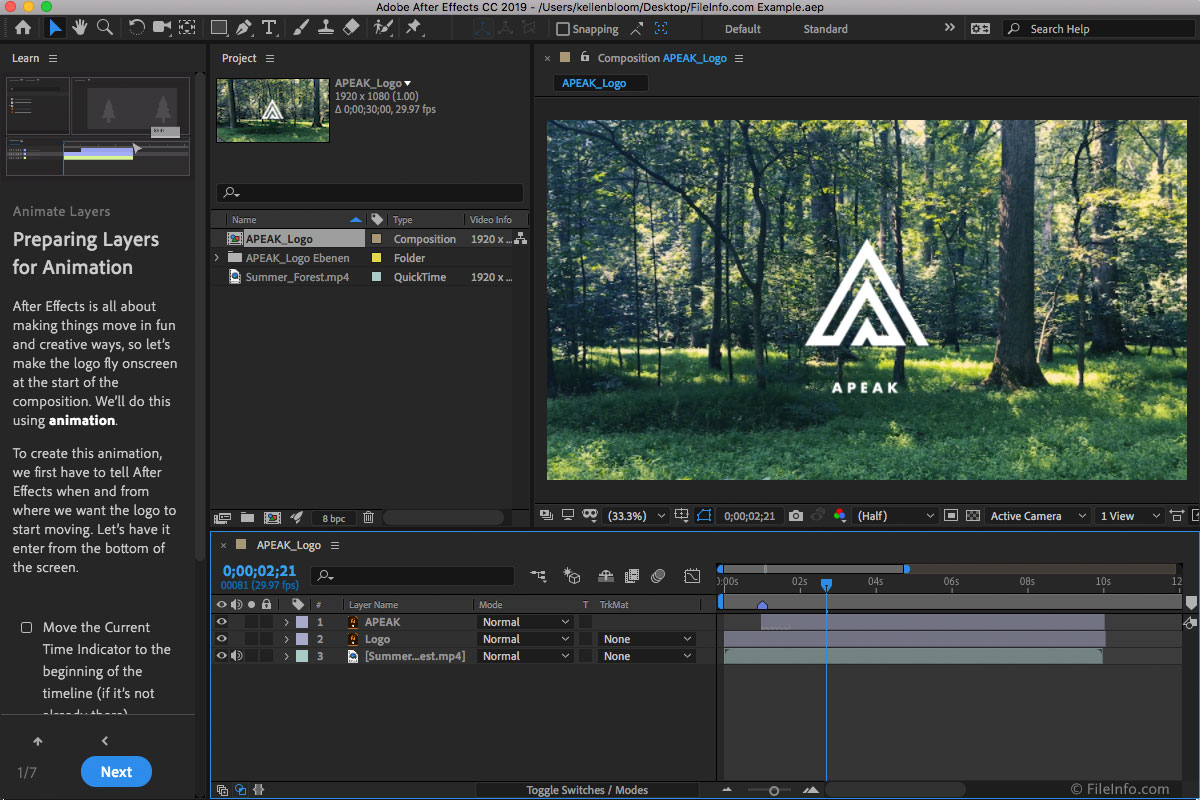 Adobe After Effects CC 2019 - /Users/kellenbloom/Desktop/FileInfo.com Example.aep
Snapping
Default
Standard
Search Help
Learn
Animate Layers
Preparing Layers
for Animation
After Effects is all about
making things move in fun
and creative ways, so let's
make the logo fly onscreen
at the start of the
composition. We'll do this
using animation.
To create this animation,
we first have to tell After
Effects when and from
where we want the logo to
start moving. Let's have it
enter from the bottom of
the screen.
Move the Current
Time Indicator to the
beginning of the
timeline (if it's not
already there)
1/7
Next
Project
APEAK_Logo
1920 x 1080 (1.00)
Δ 0;00;30;00, 29.97 fps
Name Type Video Info
APEAK_Logo Composition 1920 x ...
APEAK_Logo Ebenen Folder
Summer_Forest.mp4 QuickTime 1920 x ...
8 bpc
Composition APEAK_Logo
APEAK_Logo
APEAK
(33.3%) 0;00;02;21 (Half) Active Camera 1 View
APEAK_Logo
0;00;02;21
00081 (29.97 fps)
# Layer Name Mode T TrkMat
1 APEAK Normal
2 Logo Normal None
3 [Summer...est.mp4] Normal None
):00s 02s 04s 06s 08s 10s 12
Toggle Switches / Modes
© FileInfo.com